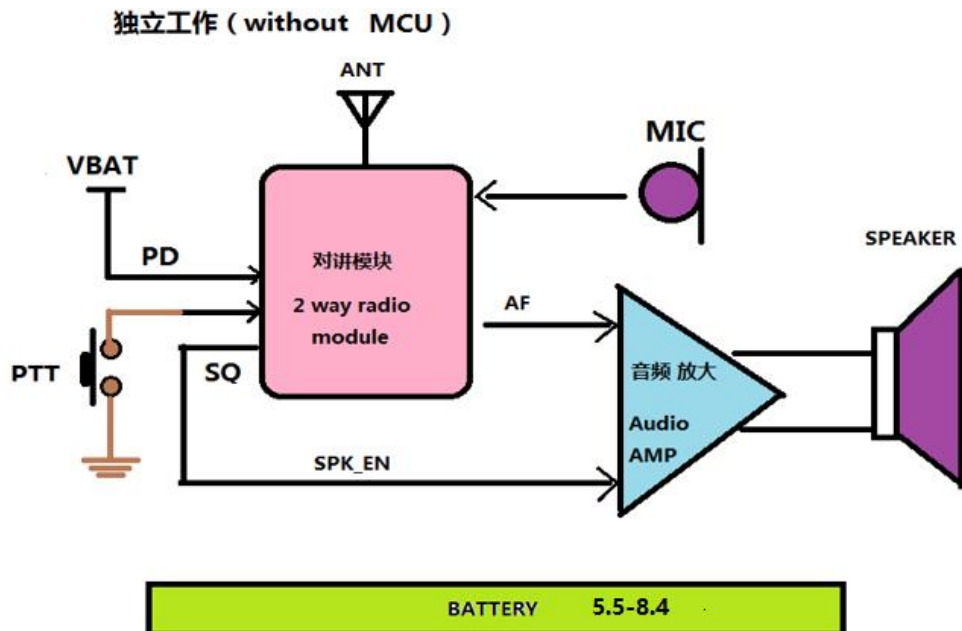 独立工作（without MCU）
ANT
MIC
VBAT
SPEAKER
PD
对讲模块
2 way radio
module
AF
PTT
SQ
音频 放大
Audio
AMP
SPK_EN
BATTERY 5.5-8.4